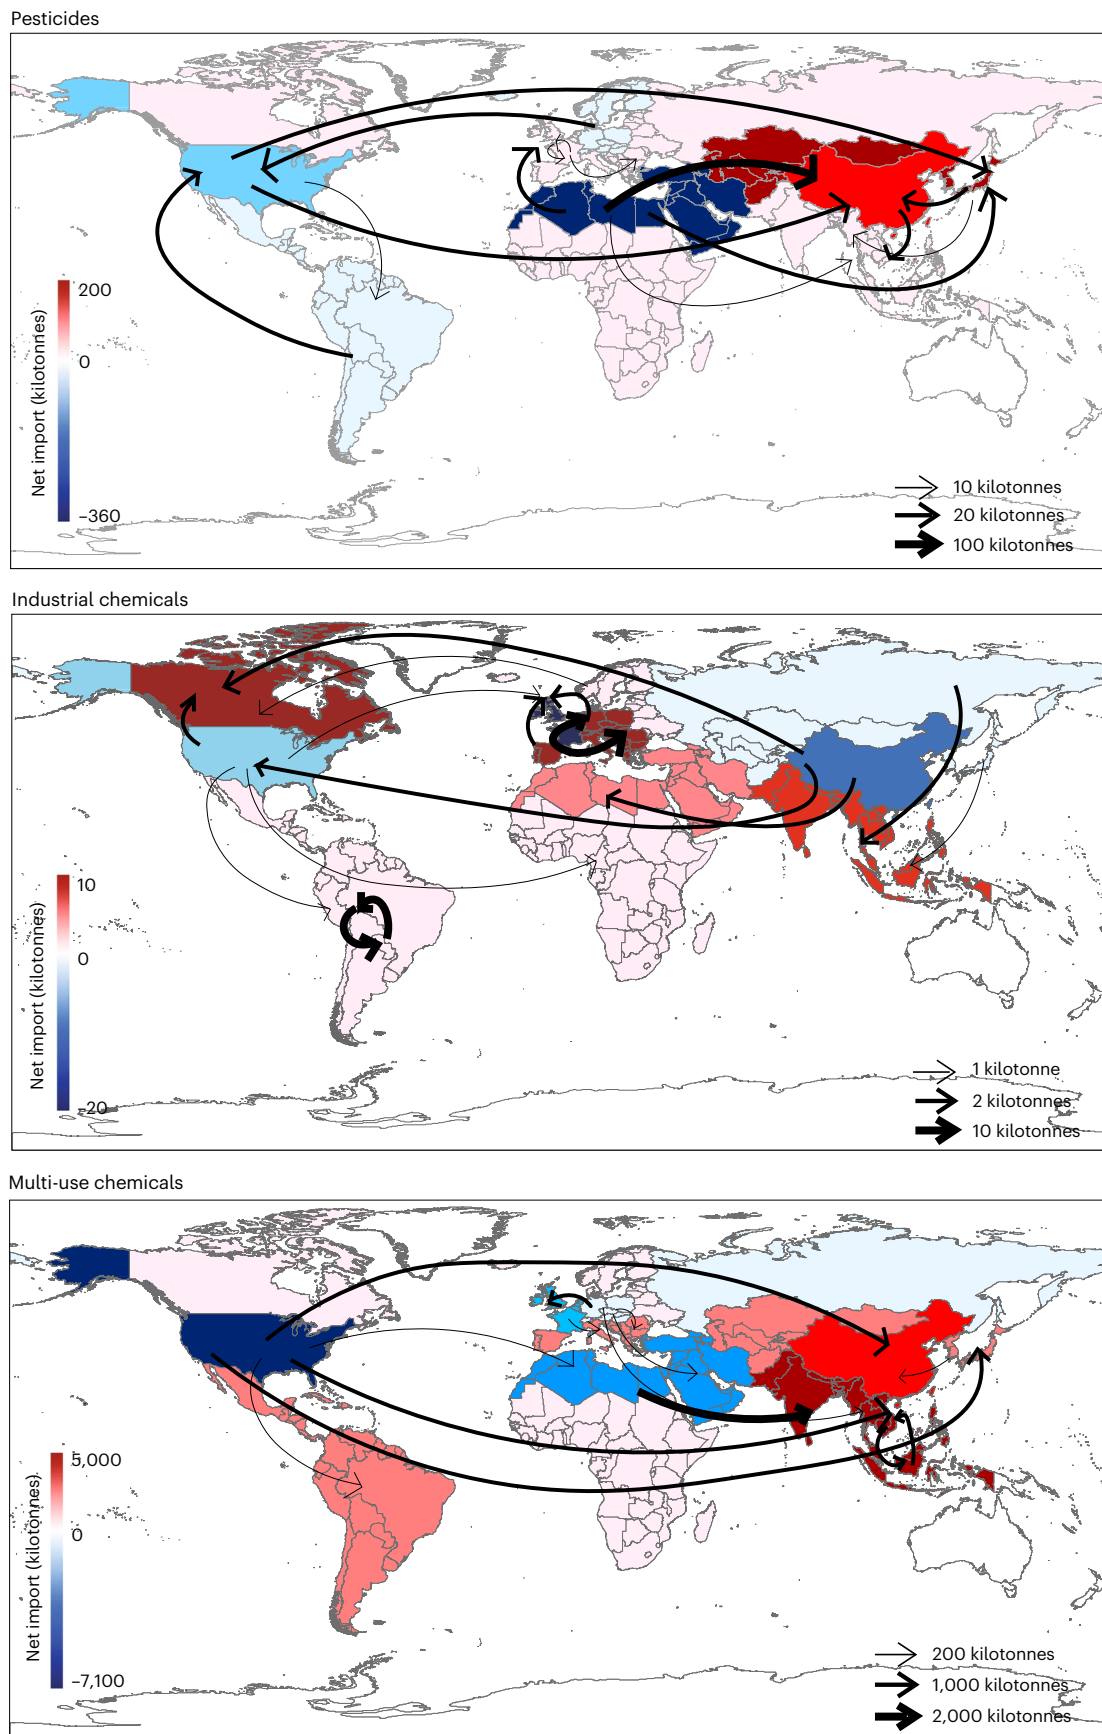 Pesticides
Net import (kilotonnes)
200
0
−360
10 kilotonnes
20 kilotonnes
100 kilotonnes
Industrial chemicals
Net import (kilotonnes)
10
0
−20
1 kilotonne
2 kilotonnes
10 kilotonnes
Multi-use chemicals
Net import (kilotonnes)
5,000
0
−7,100
200 kilotonnes
1,000 kilotonnes
2,000 kilotonnes